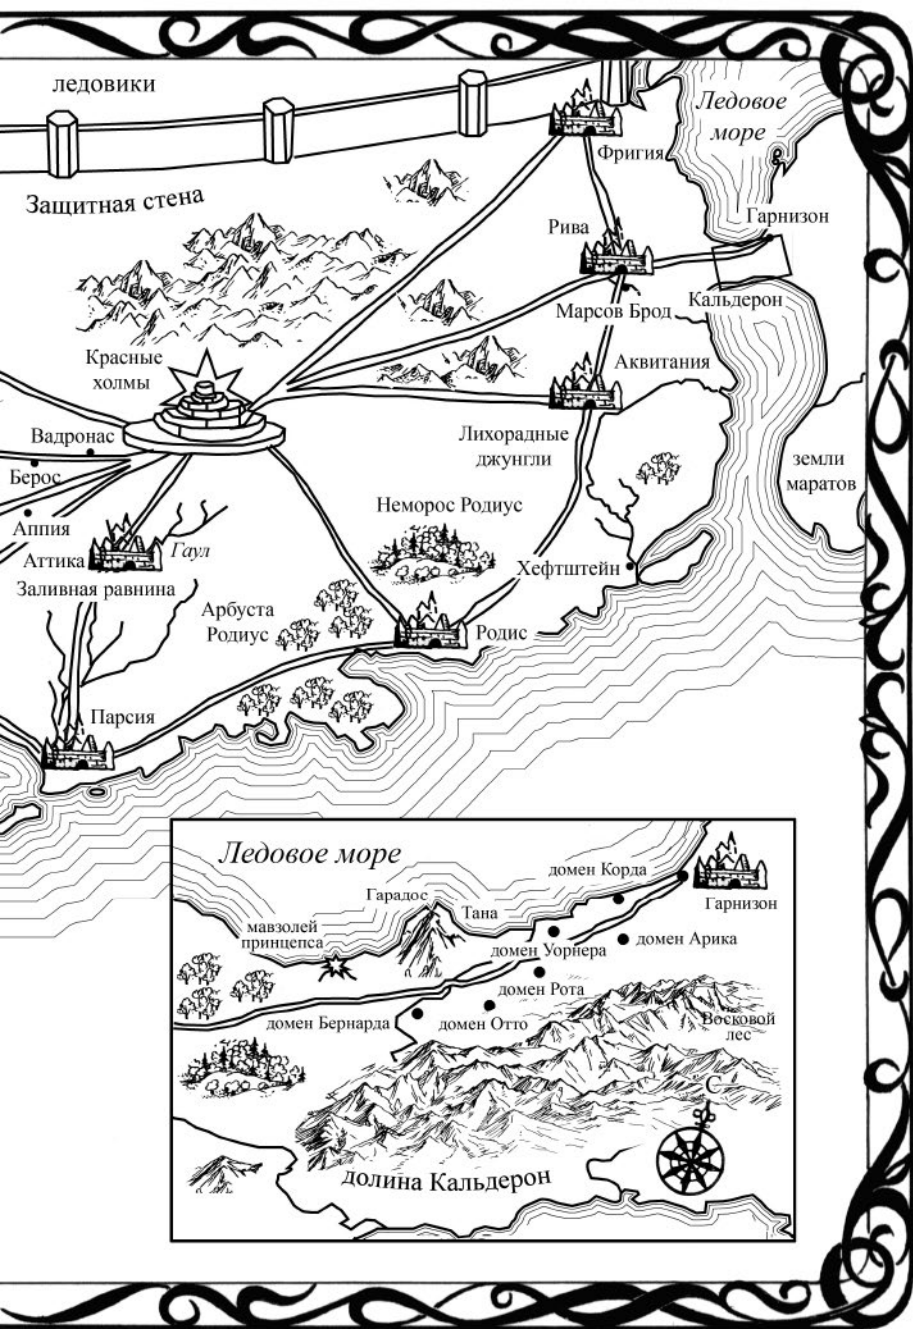 ледовики
Ледовое
море
Фригия
Защитная стена
Гарнизон
Рива
Марсов Брод
Кальдерон
Красные
холмы
Аквитания
Вадронас
Лихорадные
джунгли
земли
маратов
Берос
Неморос Родиус
Аппия
Гаул
Аттика
Хефтштейн
Заливная равнина
Арбуста
Родиус
Родис
Парсия
Ледовое море
домен Корда
Гарадос
Гарнизон
Тана
мавзолей
принцепса
домен Арика
домен Уорнера
домен Рота
домен Бернарда
домен Отто
Восковой
лес
С
долина Кальдерон